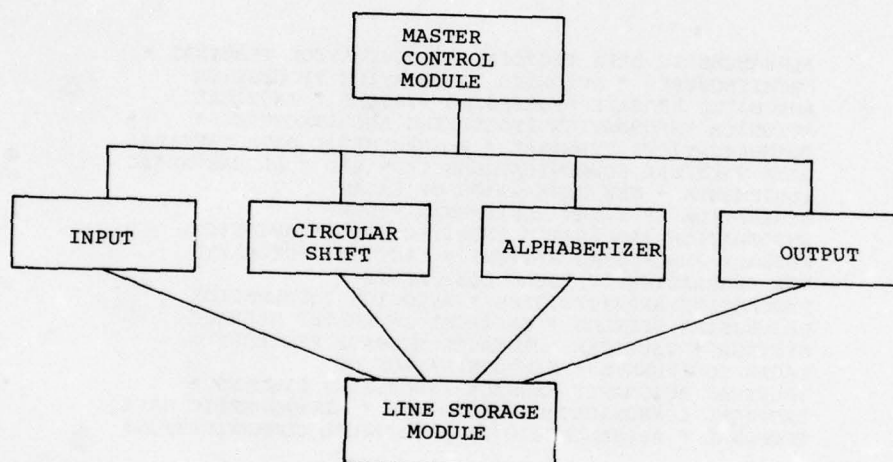 MASTER
CONTROL
MODULE
INPUT
CIRCULAR
SHIFT
ALPHABETIZER
OUTPUT
LINE STORAGE
MODULE